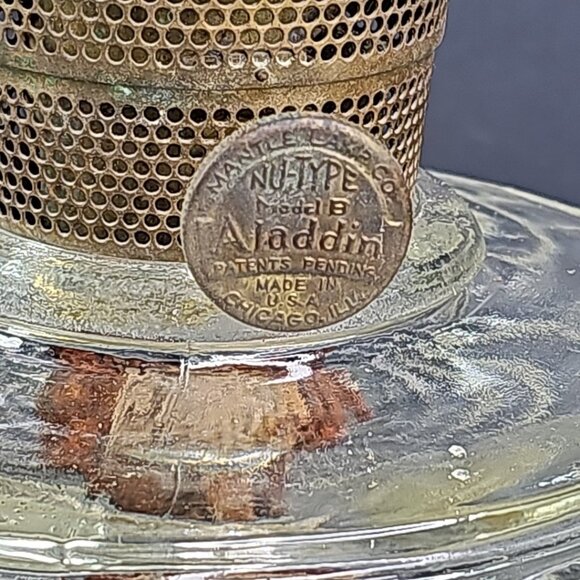 MANTLE LAMP CO.
NU-TYPE
Model B
Aladdin
PATENTS PENDING
MADE IN
U.S.A.
CHICAGO, ILL.